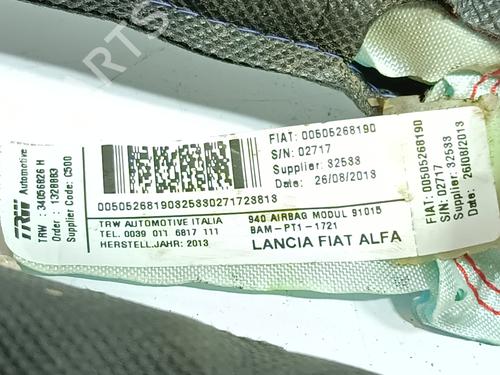 TRW Automotive
TRW : 34056826 H
Order : 1328883
Supplier Code: C500
FIAT: 00505268190
S/N: 02717
Supplier: 32533
Date: 26/08/2013
00505268190325330271723813
TRW AUTOMOTIVE ITALIA
TEL. 0039 011 6817 111
HERSTELL.JAHR: 2013
940 AIRBAG MODUL 91015
BAM-PT1-1721
LANCIA FIAT ALFA
FIAT: 00505268190
S/N: 02717
Supplier: 32533
Date: 26/08/2013